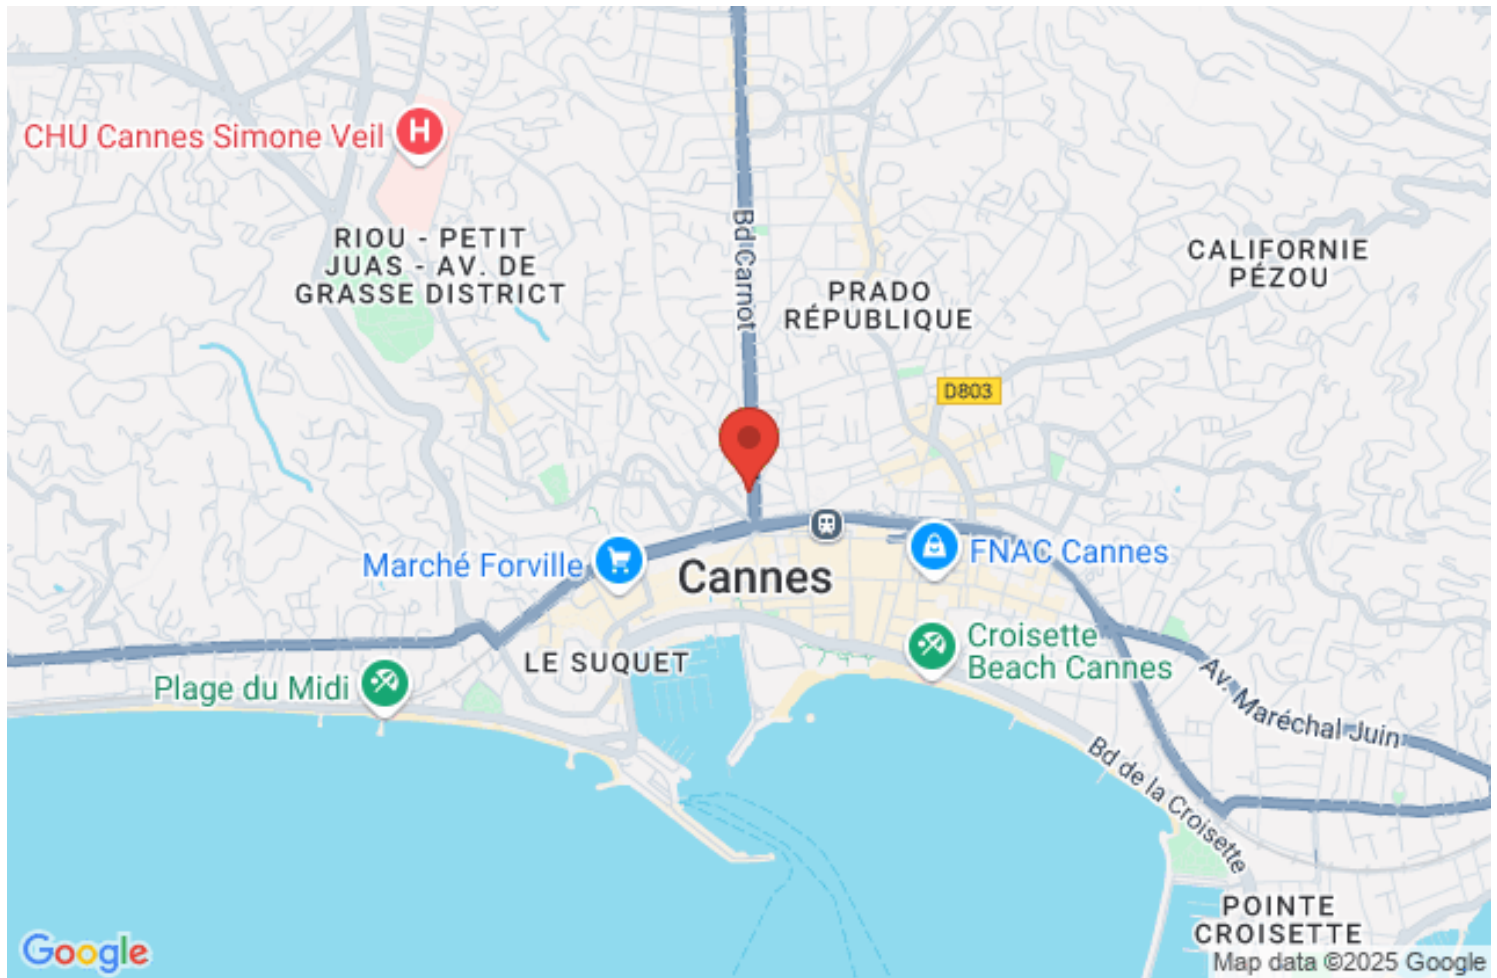 CHU Cannes Simone Veil
H
RIOU - PETIT
JUAS - AV. DE
GRASSE DISTRICT
Bd Carnot
PRADO
RÉPUBLIQUE
CALIFORNIE
PÉZOU
D803
Marché Forville
Cannes
FNAC Cannes
LE SUQUET
Croisette
Beach Cannes
Plage du Midi
Av. Maréchal Juin
Bd de la Croisette
POINTE
CROISETTE
Google
Map data ©2025 Google